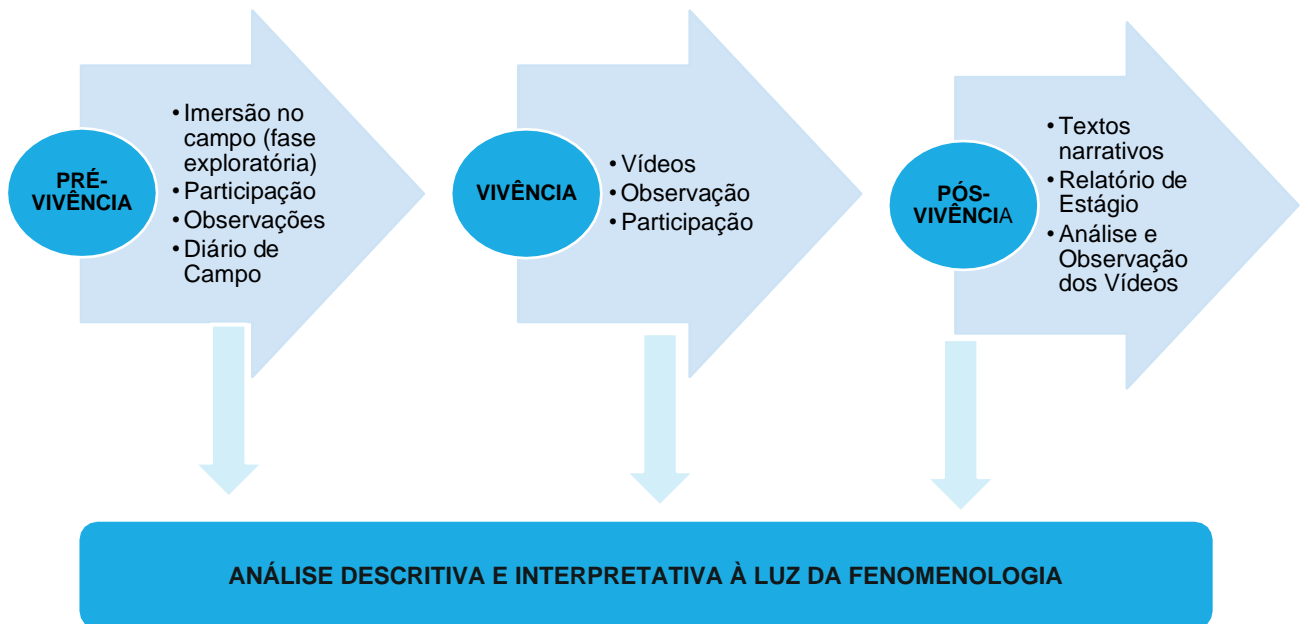 PRÉ-
VIVÊNCIA
• Imersão no
campo (fase
exploratória)
• Participação
• Observações
• Diário de
Campo
VIVÊNCIA
• Vídeos
• Observação
• Participação
PÓS-
VIVÊNCIA
• Textos
narrativos
• Relatório de
Estágio
• Análise e
Observação
dos Vídeos
ANÁLISE DESCRITIVA E INTERPRETATIVA À LUZ DA FENOMENOLOGIA